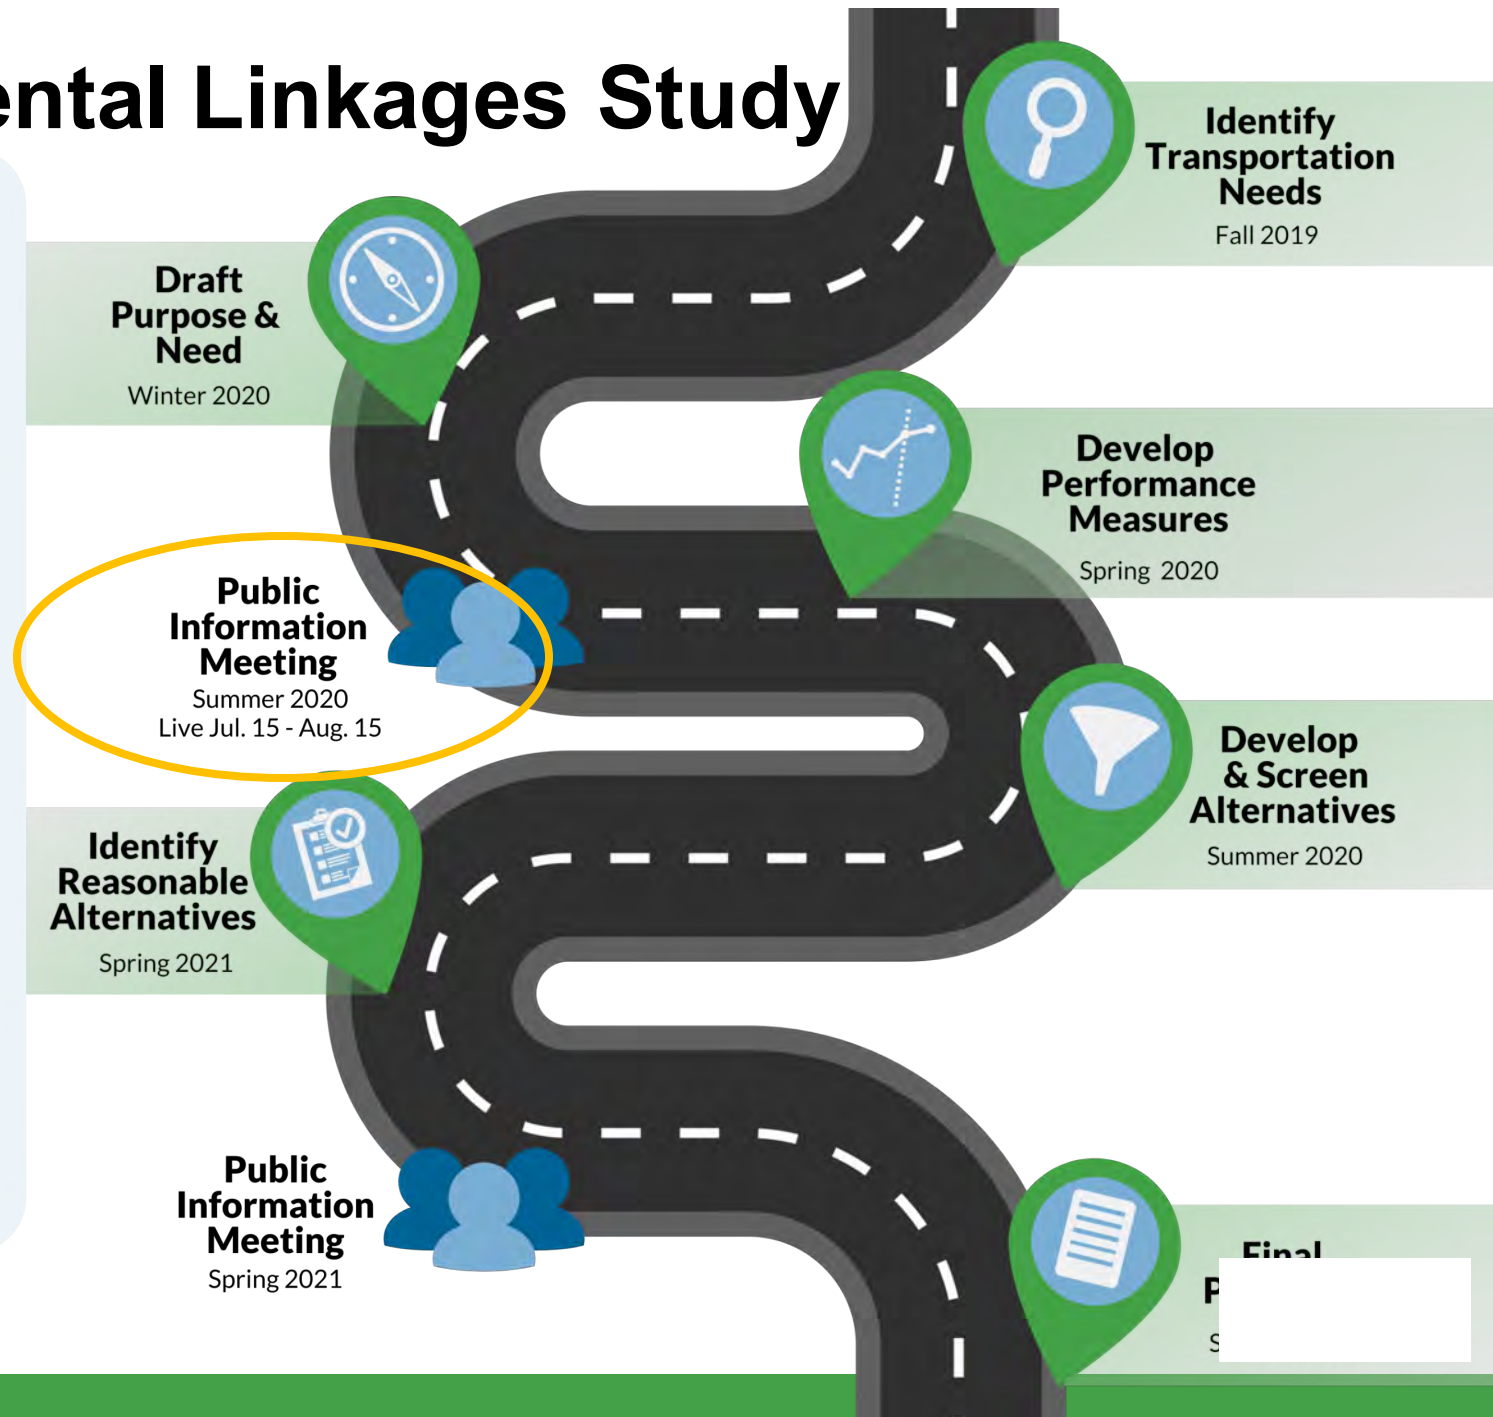 ental Linkages Study
Identify
Transportation
Needs
Fall 2019
Draft
Purpose &
Need
Winter 2020
Develop
Performance
Measures
Spring 2020
Public
Information
Meeting
Summer 2020
Live Jul. 15 - Aug. 15
Develop
& Screen
Alternatives
Summer 2020
Identify
Reasonable
Alternatives
Spring 2021
Public
Information
Meeting
Spring 2021
Final